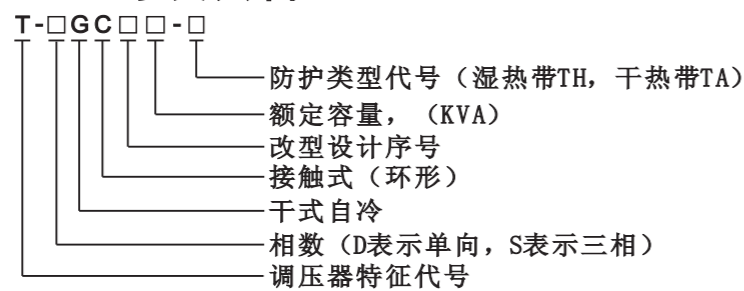 T-□GC□□-□
防护类型代号（湿热带TH，干热带TA）
额定容量，（KVA）
改型设计序号
接触式（环形）
干式自冷
相数（D表示单向，S表示三相）
调压器特征代号